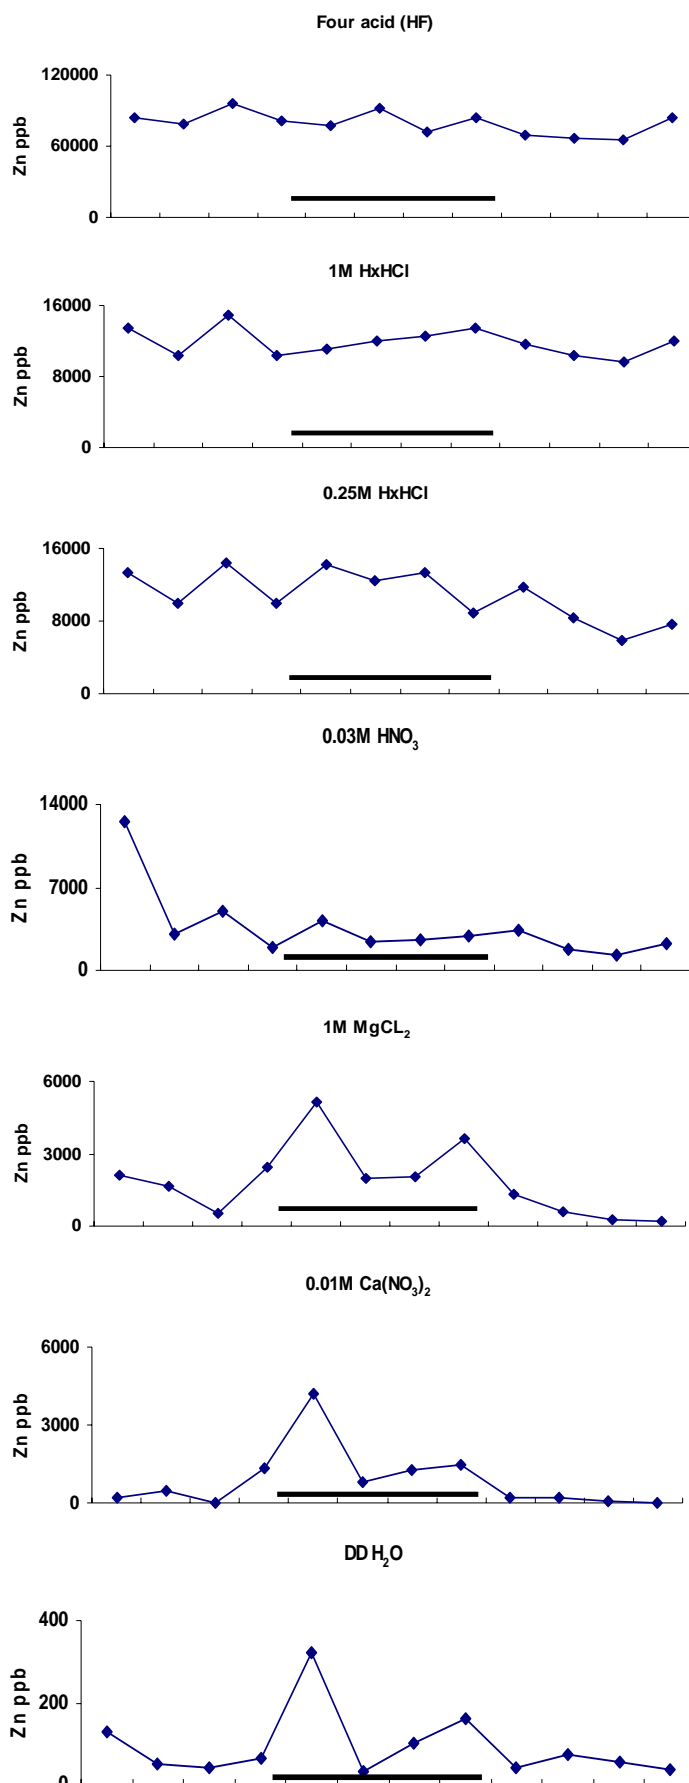 Four acid (HF)
120000
60000
0
Zn ppb
1M HxHCl
16000
8000
0
Zn ppb
0.25M HxHCl
16000
8000
0
Zn ppb
0.03M HNO₃
14000
7000
0
Zn ppb
1M MgCL₂
6000
3000
0
Zn ppb
0.01M Ca(NO₃)₂
6000
3000
0
Zn ppb
DD H₂O
400
200
0
Zn ppb